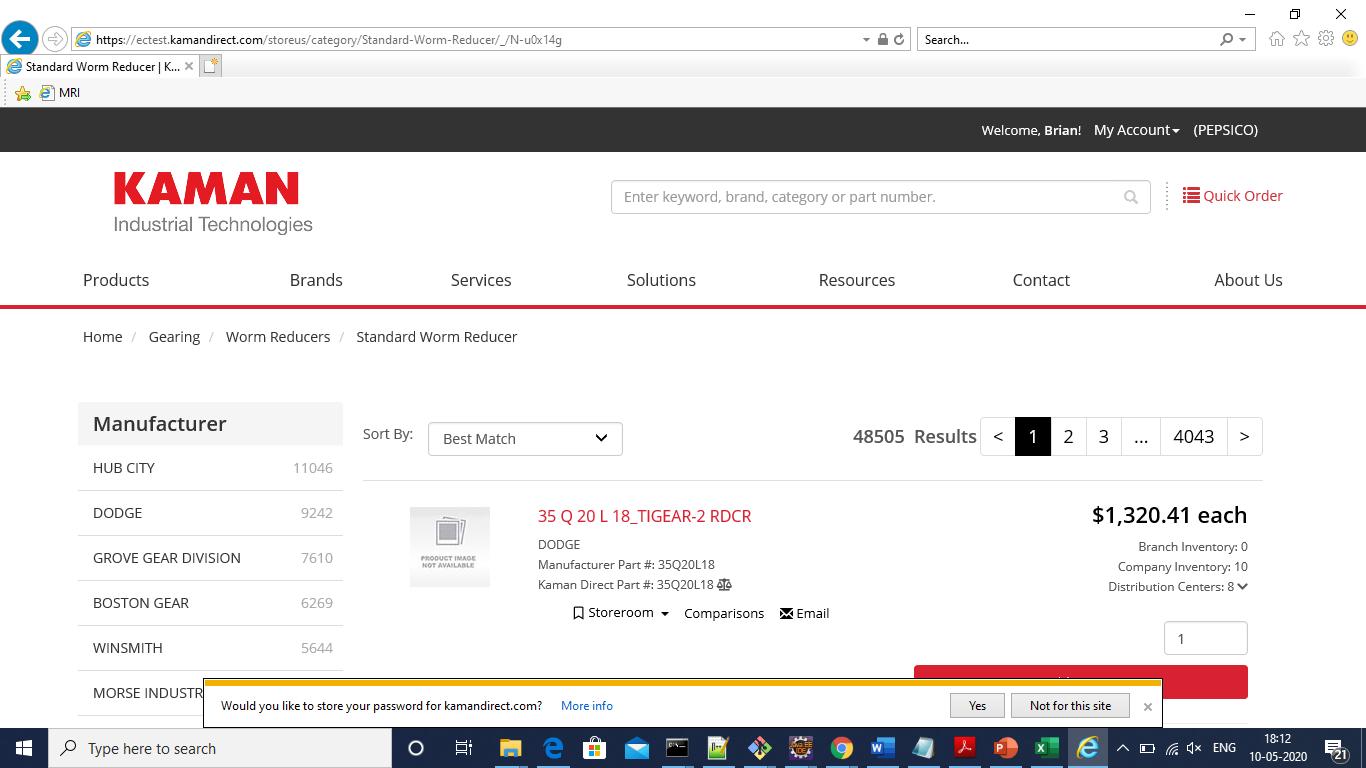 https://ectest.kamandirect.com/storeus/category/Standard-Worm-Reducer/_/N-u0x14g
Search...
Standard Worm Reducer | K...
MRI
Welcome, Brian! My Account (PEPSICO)
KAMAN
Industrial Technologies
Enter keyword, brand, category or part number.
Quick Order
Products Brands Services Solutions Resources Contact About Us
Home / Gearing / Worm Reducers / Standard Worm Reducer
Manufacturer
HUB CITY 11046
DODGE 9242
GROVE GEAR DIVISION 7610
BOSTON GEAR 6269
WINSMITH 5644
MORSE INDUSTR
Sort By: Best Match
48505 Results < 1 2 3 ... 4043 >
PRODUCT IMAGE
NOT AVAILABLE
35 Q 20 L 18_TIGEAR-2 RDCR
DODGE
Manufacturer Part #: 35Q20L18
Kaman Direct Part #: 35Q20L18
Storeroom Comparisons Email
$1,320.41 each
Branch Inventory: 0
Company Inventory: 10
Distribution Centers: 8
1
Would you like to store your password for kamandirect.com? More info Yes Not for this site
Type here to search
ENG
18:12
10-05-2020
21